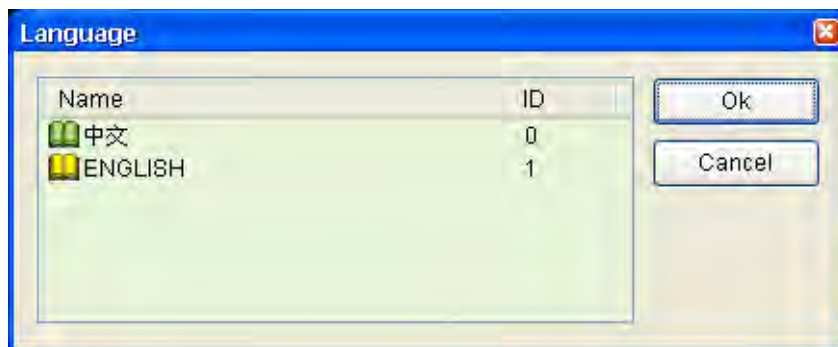 Language
Name ID
中文 0
ENGLISH 1
Ok
Cancel